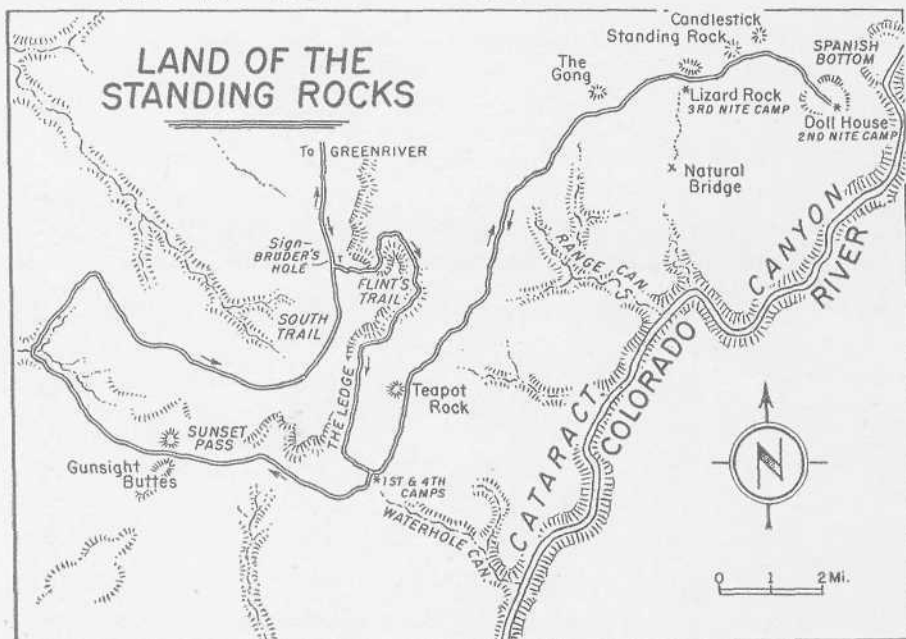 LAND OF THE
STANDING ROCKS
Candlestick
Standing Rock
SPANISH
BOTTOM
The
Gong
Lizard Rock
3RD NITE CAMP
Doll House
2ND NITE CAMP
To GREENRIVER
Natural
Bridge
Sign-
BRUDER'S
HOLE
FLINT'S
TRAIL
SOUTH
TRAIL
RANGE CAN
S
CATARACT CANYON
COLORADO RIVER
THE LEDGE
Teapot
Rock
SUNSET
PASS
Gunsight
Buttes
1ST & 4TH
CAMPS
WATERHOLE CAN.
N
0 1 2 Mi.